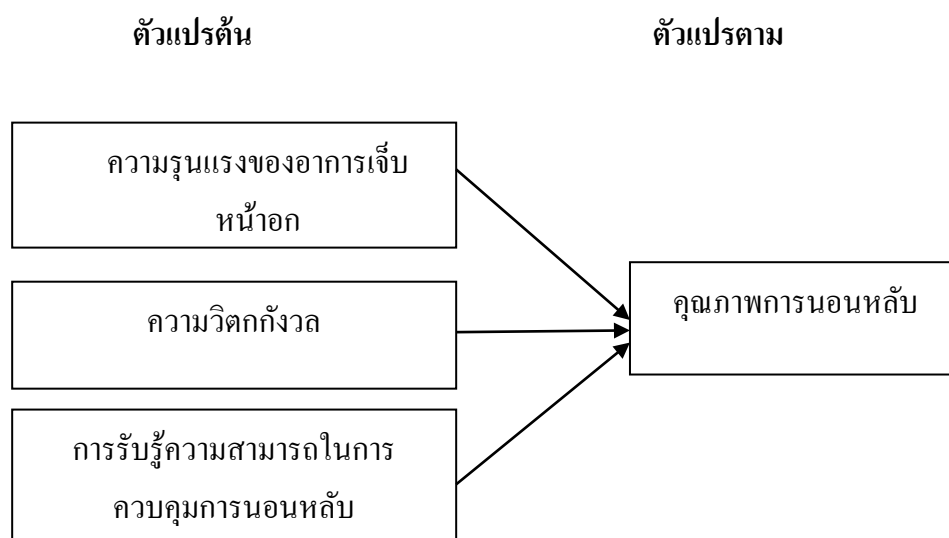 ตัวแปรต้น
ตัวแปรตาม
ความรุนแรงของอาการเจ็บ
หน้าอก
ความวิตกกังวล
การรับรู้ความสามารถในการ
ควบคุมการนอนหลับ
คุณภาพการนอนหลับ